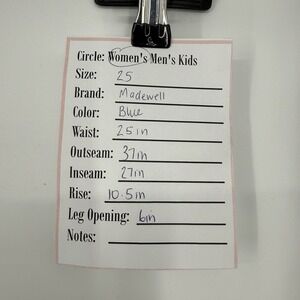 Circle: Women's Men's Kids
Size: 25
Brand: Madewell
Color: Blue
Waist: 25in
Outseam: 37in
Inseam: 27in
Rise: 10.5in
Leg Opening: 6in
Notes: